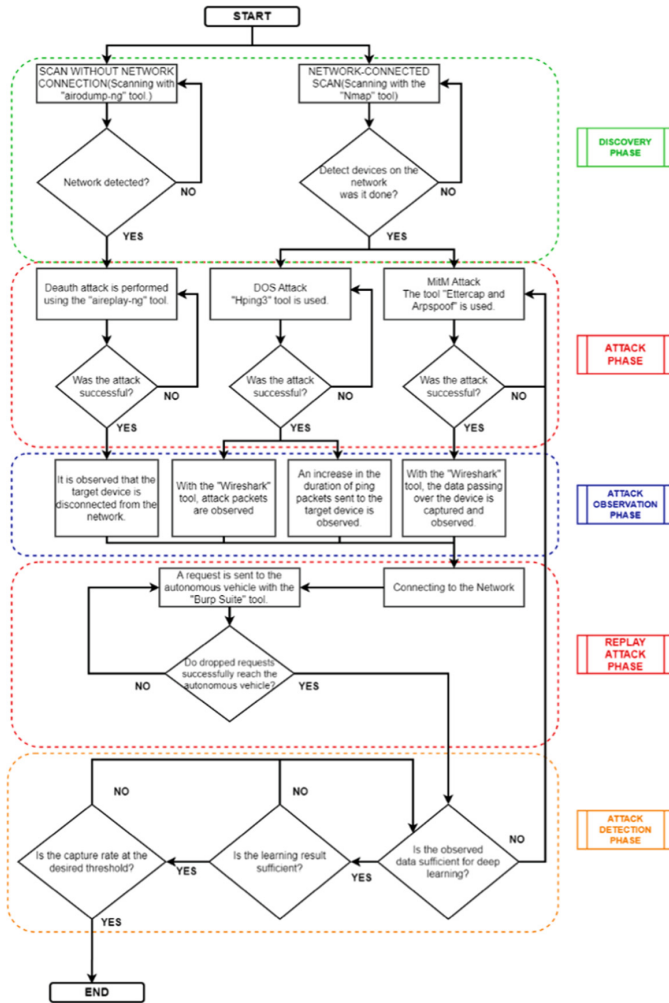 START
SCAN WITHOUT NETWORK
CONNECTION(Scanning with
"airodump-ng" tool.)
NETWORK-CONNECTED
SCAN(Scanning with the
"Nmap" tool)
Network detected?
NO
YES
Detect devices on the
network
was it done?
NO
YES
DISCOVERY
PHASE
Deauth attack is performed
using the "aireplay-ng" tool.
DOS Attack
"Hping3" tool is used.
MitM Attack
The tool "Ettercap and
Arpspoof" is used.
Was the attack
successful?
NO
YES
Was the attack
successful?
NO
YES
Was the attack
successful?
NO
YES
ATTACK
PHASE
It is observed that the
target device is
disconnected from the
network.
With the "Wireshark"
tool, attack packets
are observed
An increase in the
duration of ping
packets sent to the
target device is
observed.
With the "Wireshark"
tool, the data passing
over the device is
captured and
observed.
ATTACK
OBSERVATION
PHASE
A request is sent to the
autonomous vehicle with the
"Burp Suite" tool.
Connecting to the Network
Do dropped requests
successfully reach the
autonomous vehicle?
NO
YES
REPLAY
ATTACK
PHASE
NO
NO
Is the capture rate at the
desired threshold?
YES
Is the learning result
sufficient?
YES
Is the observed
data sufficient for deep
learning?
NO
YES
ATTACK
DETECTION
PHASE
END